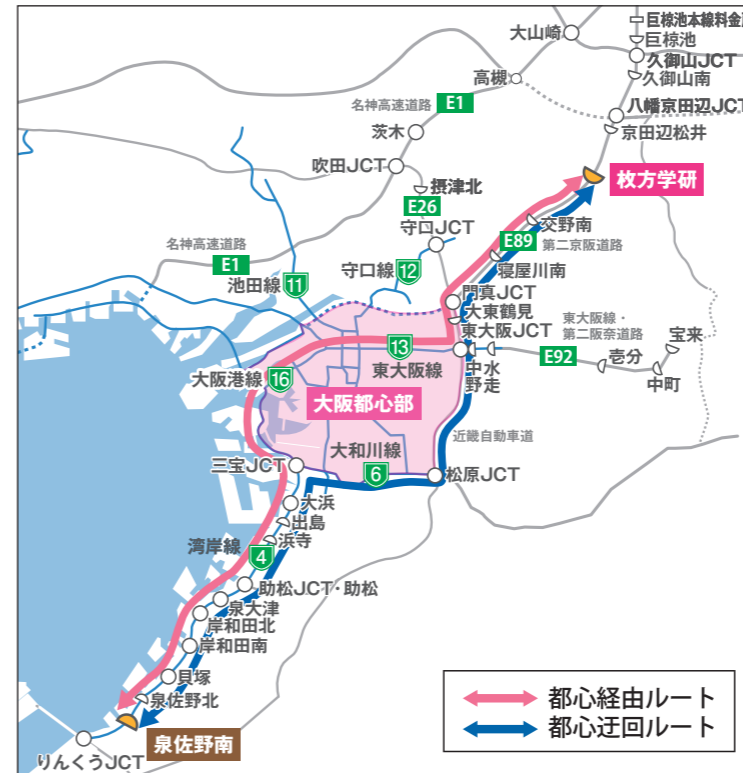 巨椋池本線料金所
大山崎
巨椋池
久御山JCT
高槻
久御山南
名神高速道路
E1
八幡京田辺JCT
茨木
京田辺松井
吹田JCT
枚方学研
摂津北
E26
交野南
守口JCT
E89
第二京阪道路
名神高速道路
E1
守口線
12
寝屋川南
池田線
11
門真JCT
大東鶴見
東大阪線・
第二阪奈道路
東大阪JCT
宝来
13
E92
壱分
大阪港線
16
東大阪線
中野
水走
中町
大阪都心部
近畿自動車道
大和川線
三宝JCT
6
松原JCT
大浜
出島
浜寺
湾岸線
4
助松JCT・助松
泉大津
岸和田北
岸和田南
貝塚
泉佐野北
都心経由ルート
都心迂回ルート
泉佐野南
りんくうJCT